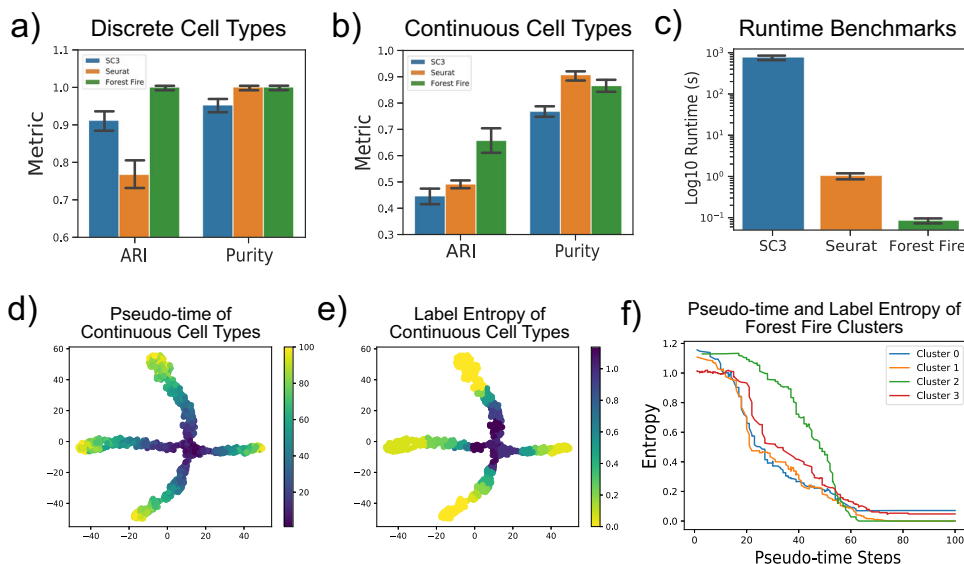 a) Discrete Cell Types
1.1
1.0
0.9
0.8
0.7
0.6
Metric
SC3
Seurat
Forest Fire
ARI
Purity
b) Continuous Cell Types
1.0
0.9
0.8
0.7
0.6
0.5
0.4
0.3
Metric
SC3
Seurat
Forest Fire
ARI
Purity
c) Runtime Benchmarks
10³
10²
10¹
10⁰
10⁻¹
Log10 Runtime (s)
SC3
Seurat
Forest Fire
d) Pseudo-time of
Continuous Cell Types
60
40
20
0
−20
−40
−40
−20
0
20
40
100
80
60
40
20
e) Label Entropy of
Continuous Cell Types
60
40
20
0
−20
−40
−40
−20
0
20
40
1.0
0.8
0.6
0.4
0.2
0.0
f) Pseudo-time and Label Entropy of
Forest Fire Clusters
1.2
1.0
0.8
0.6
0.4
0.2
0.0
Entropy
Cluster 0
Cluster 1
Cluster 2
Cluster 3
0
20
40
60
80
100
Pseudo-time Steps